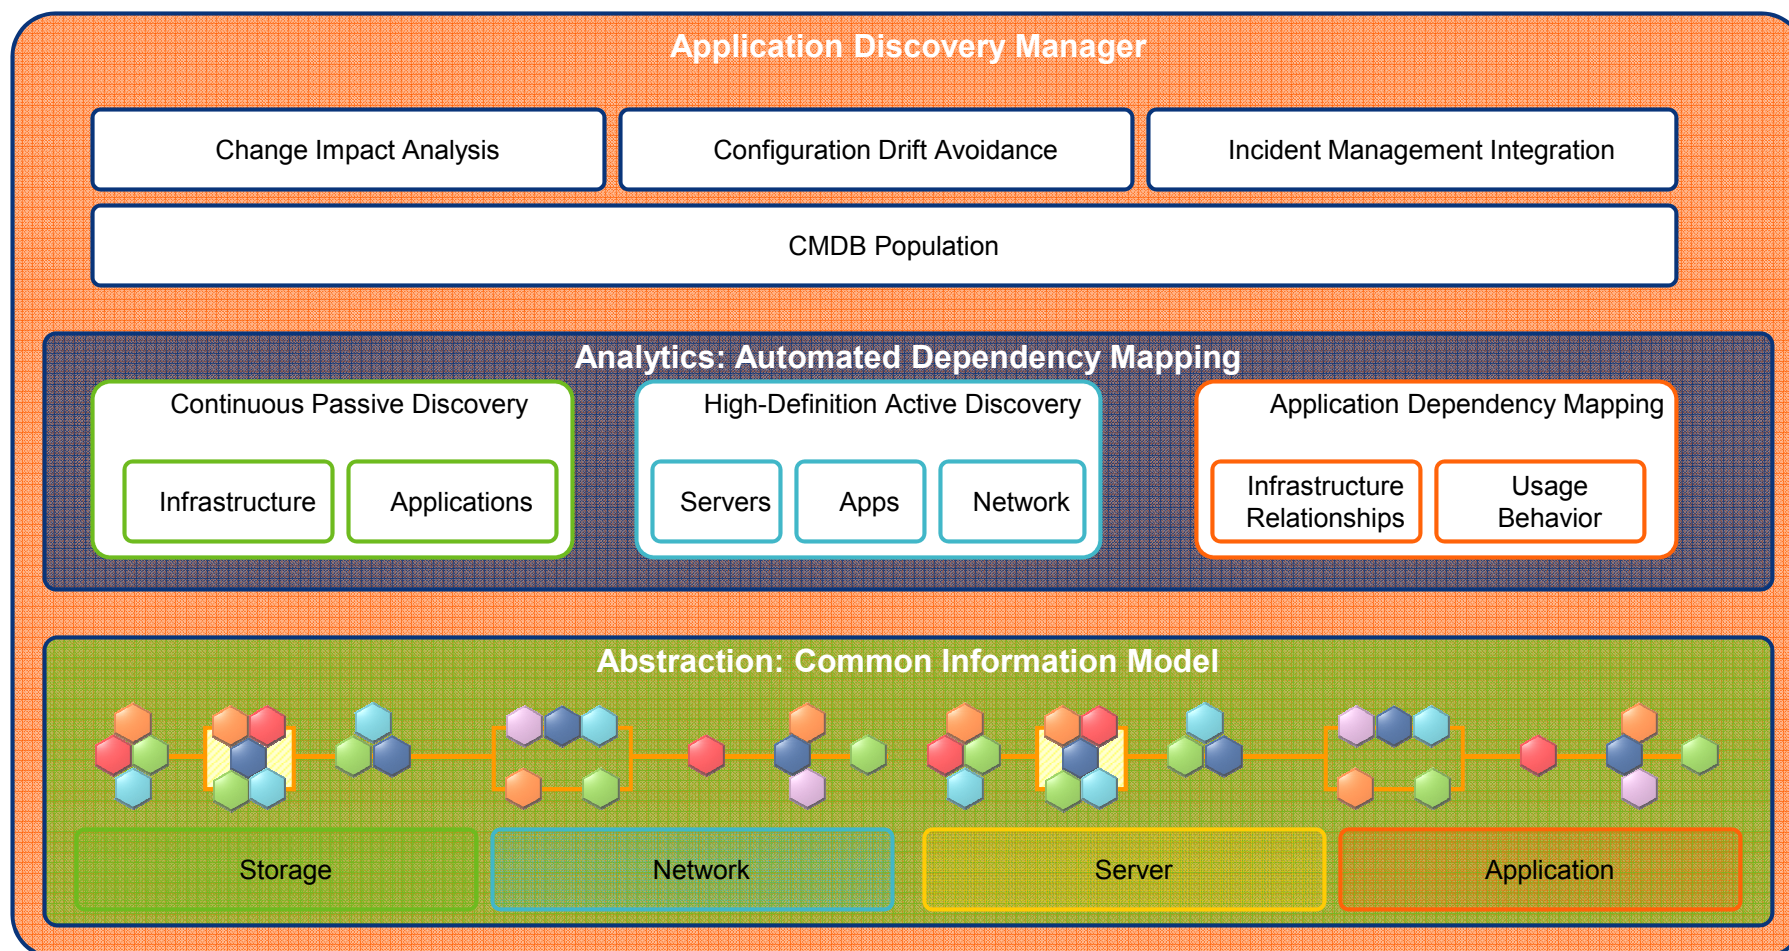 Application Discovery Manager
Change Impact Analysis
Configuration Drift Avoidance
Incident Management Integration
CMDB Population
Analytics: Automated Dependency Mapping
Continuous Passive Discovery
High-Definition Active Discovery
Application Dependency Mapping
Infrastructure
Applications
Servers
Apps
Network
Infrastructure
Relationships
Usage
Behavior
Abstraction: Common Information Model
Storage
Network
Server
Application